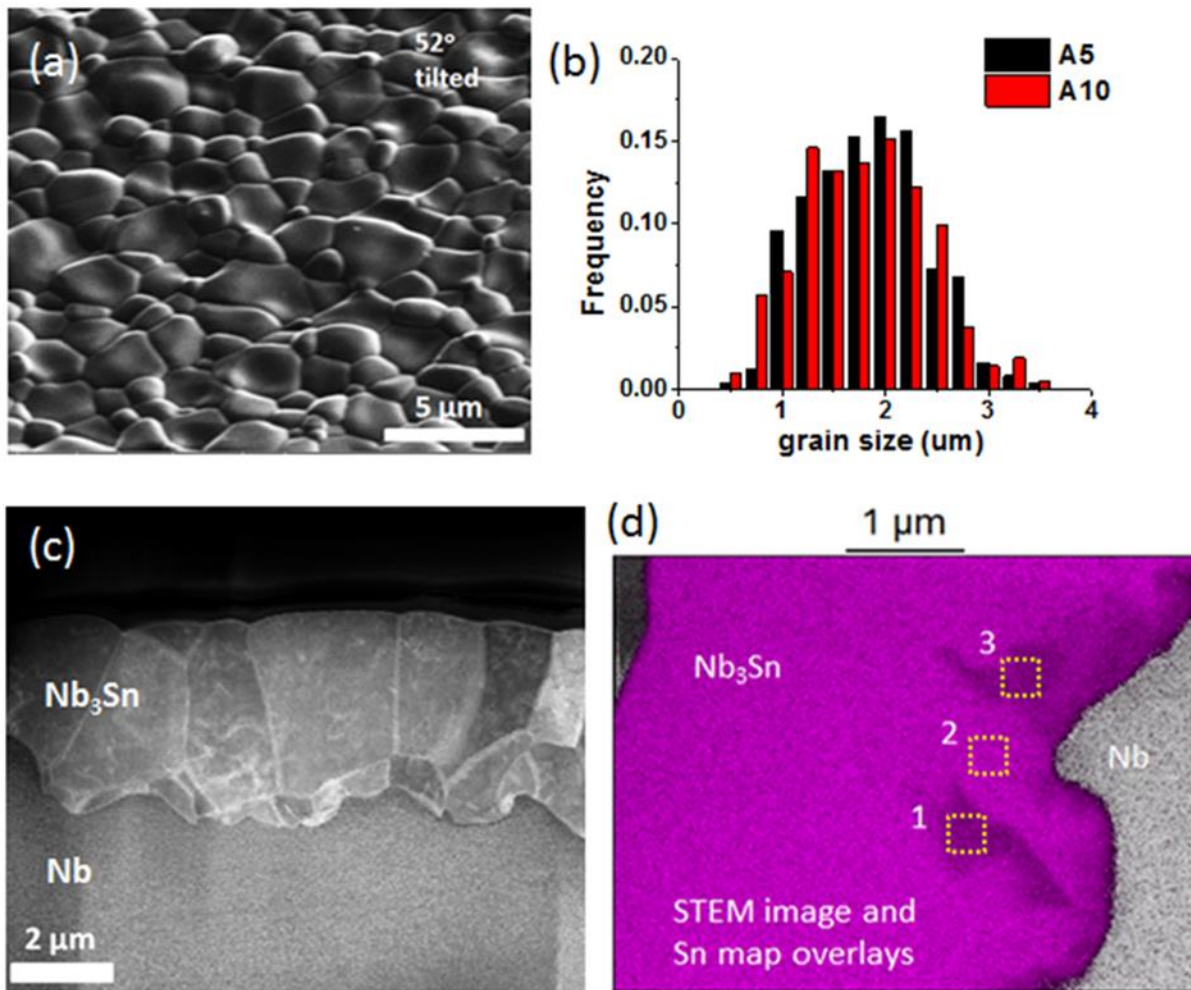 (a)
52°
tilted
5 μm
(b)
A5
A10
Frequency
0.20
0.15
0.10
0.05
0.00
0 1 2 3 4
grain size (um)
(c)
Nb₃Sn
Nb
2 μm
(d)
1 μm
Nb₃Sn
3
2
1
Nb
STEM image and
Sn map overlays